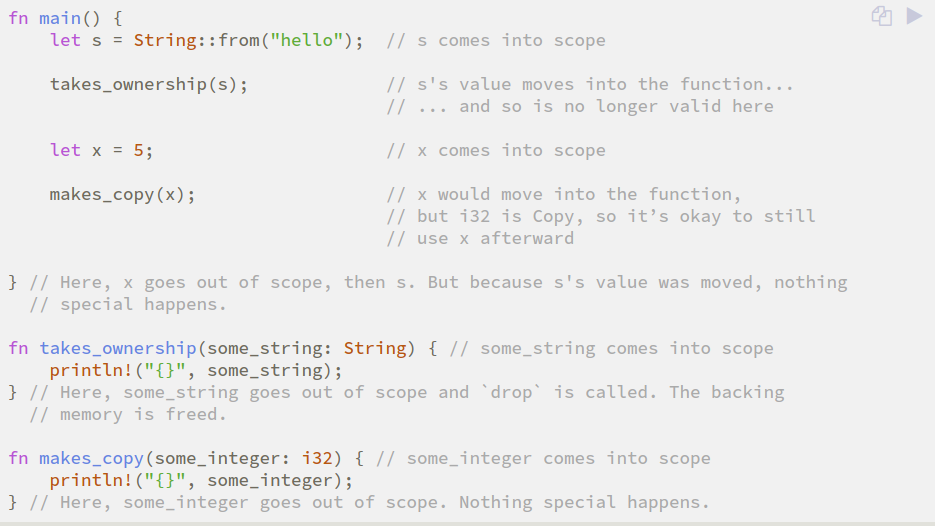 fn main() {
    let s = String::from("hello");  // s comes into scope

    takes_ownership(s);             // s's value moves into the function...
                                    // ... and so is no longer valid here

    let x = 5;                      // x comes into scope

    makes_copy(x);                  // x would move into the function,
                                    // but i32 is Copy, so it’s okay to still
                                    // use x afterward

} // Here, x goes out of scope, then s. But because s's value was moved, nothing
  // special happens.

fn takes_ownership(some_string: String) { // some_string comes into scope
    println!("{}", some_string);
} // Here, some_string goes out of scope and `drop` is called. The backing
  // memory is freed.

fn makes_copy(some_integer: i32) { // some_integer comes into scope
    println!("{}", some_integer);
} // Here, some_integer goes out of scope. Nothing special happens.